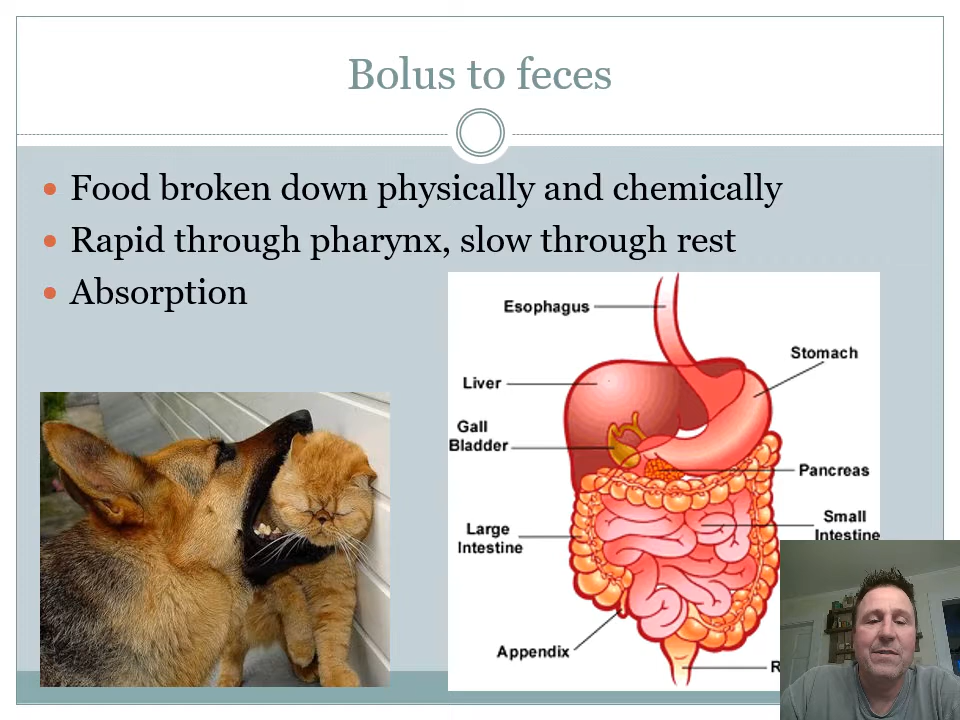 Bolus to feces
Food broken down physically and chemically
Rapid through pharynx, slow through rest
Absorption
Esophagus
Stomach
Liver
Gall
Bladder
Pancreas
Large
Intestine
Small
Intestine
Appendix